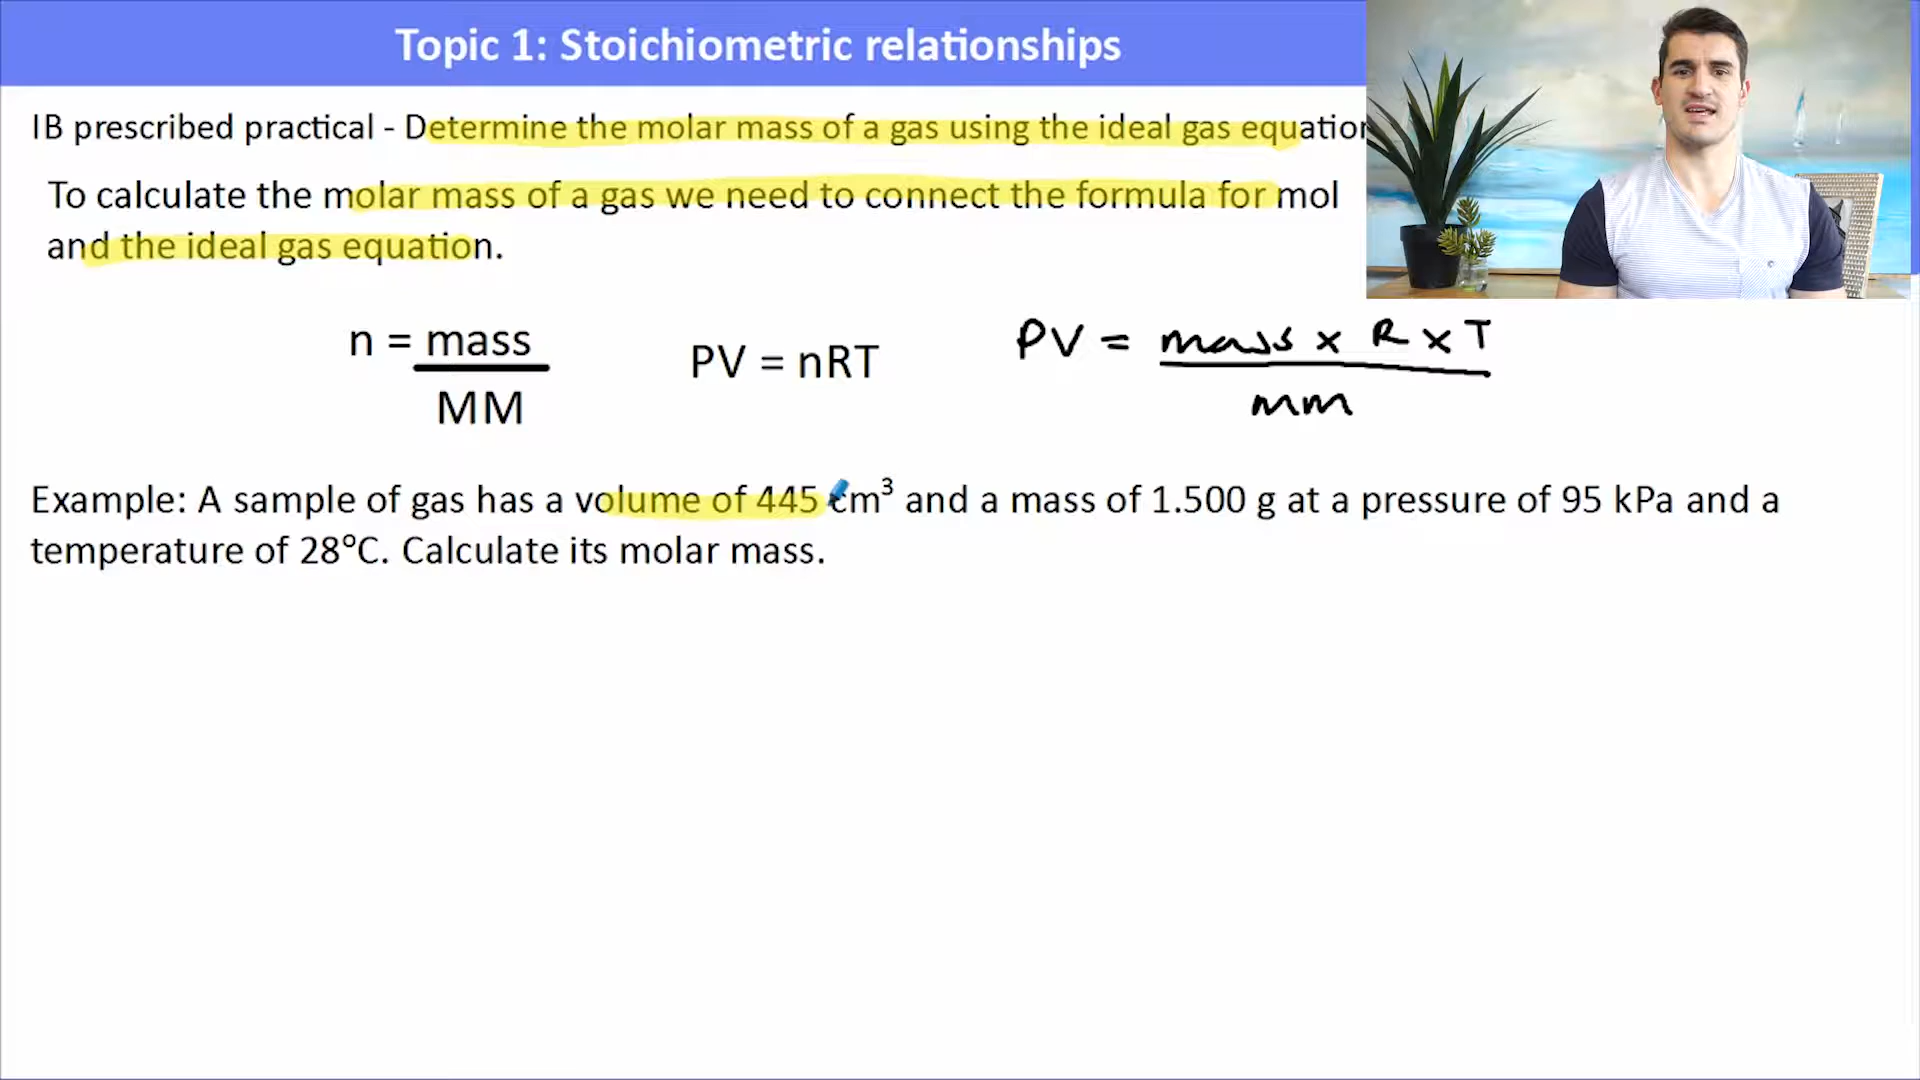 Topic 1: Stoichiometric relationships
IB prescribed practical - Determine the molar mass of a gas using the ideal gas equation
To calculate the molar mass of a gas we need to connect the formula for mol
and the ideal gas equation.
n = mass
MM
PV = nRT
PV = mass x R x T
mm
Example: A sample of gas has a volume of 445 cm³ and a mass of 1.500 g at a pressure of 95 kPa and a
temperature of 28°C. Calculate its molar mass.